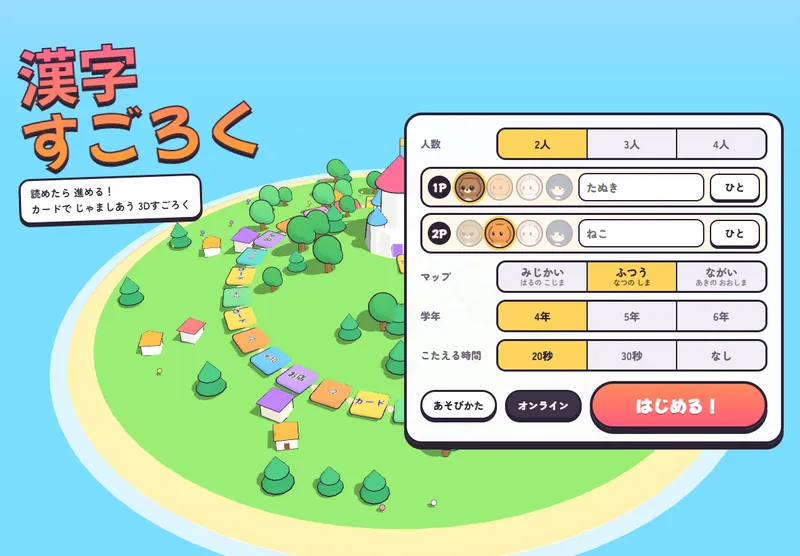 漢字
すごろく
読めたら 進める！
カードで じゃましあう 3Dすごろく
人数
2人
3人
4人
1P
たぬき
ひと
2P
ねこ
ひと
マップ
みじかい
はるの こじま
ふつう
なつの しま
ながい
あきの おおしま
学年
4年
5年
6年
こたえる時間
20秒
30秒
なし
あそびかた
オンライン
はじめる！
お店
カード